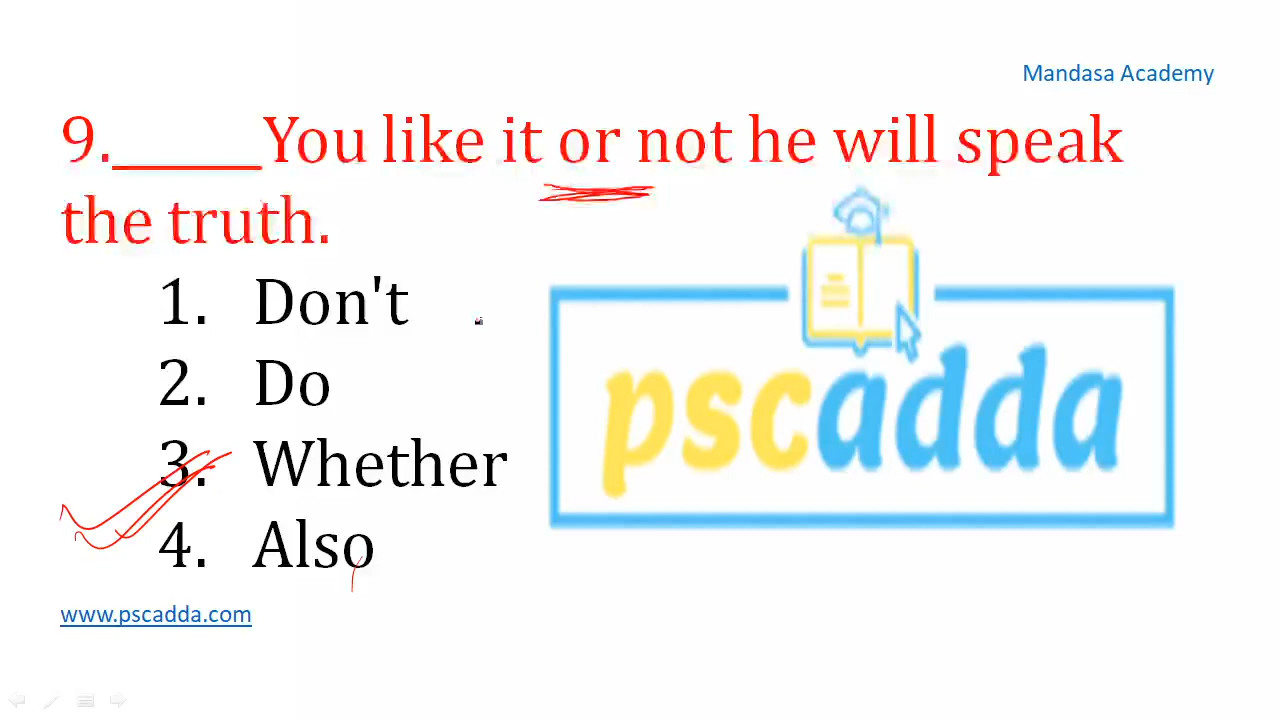 Mandasa Academy
9._____You like it or not he will speak
the truth.
1. Don't
2. Do
3. Whether
4. Also
pscadda
www.pscadda.com